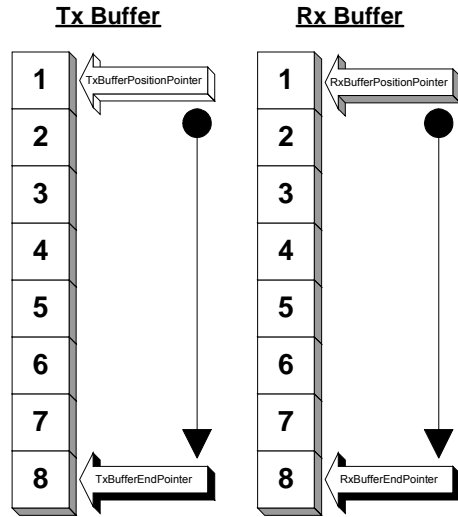 Tx Buffer
1
TxBufferPositionPointer
2
3
4
5
6
7
8
TxBufferEndPointer
Rx Buffer
1
RxBufferPositionPointer
2
3
4
5
6
7
8
RxBufferEndPointer